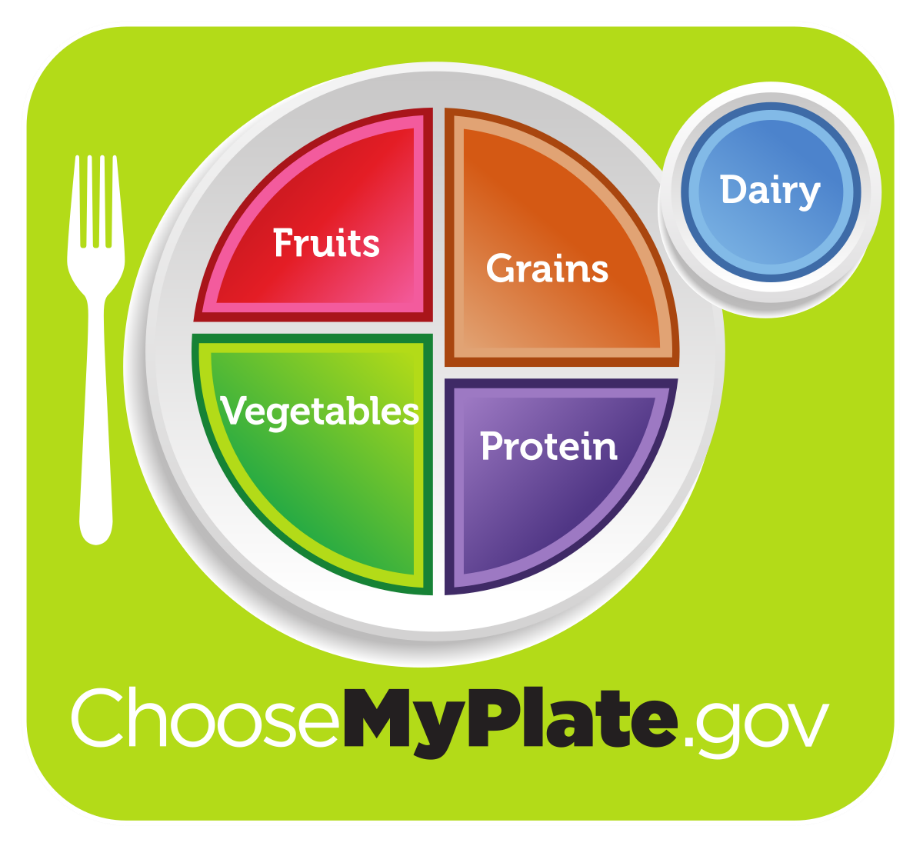 Fruits
Grains
Dairy
Vegetables
Protein
ChooseMyPlate.gov